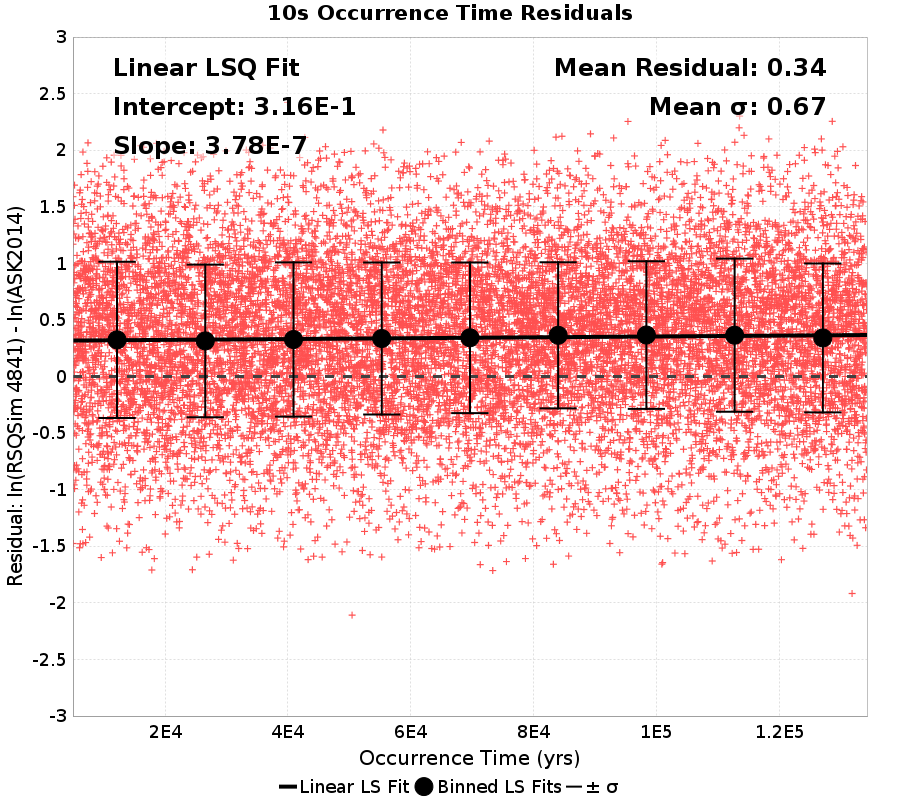 10s Occurrence Time Residuals
Linear LSQ Fit
Intercept: 3.16E-1
Slope: 3.78E-7
Mean Residual: 0.34
Mean σ: 0.67
Residual: ln(RSQSim 4841) - ln(ASK2014)
3
2.5
2
1.5
1
0.5
0
-0.5
-1
-1.5
-2
-2.5
-3
2E4 4E4 6E4 8E4 1E5 1.2E5
Occurrence Time (yrs)
Linear LS Fit Binned LS Fits ± σ